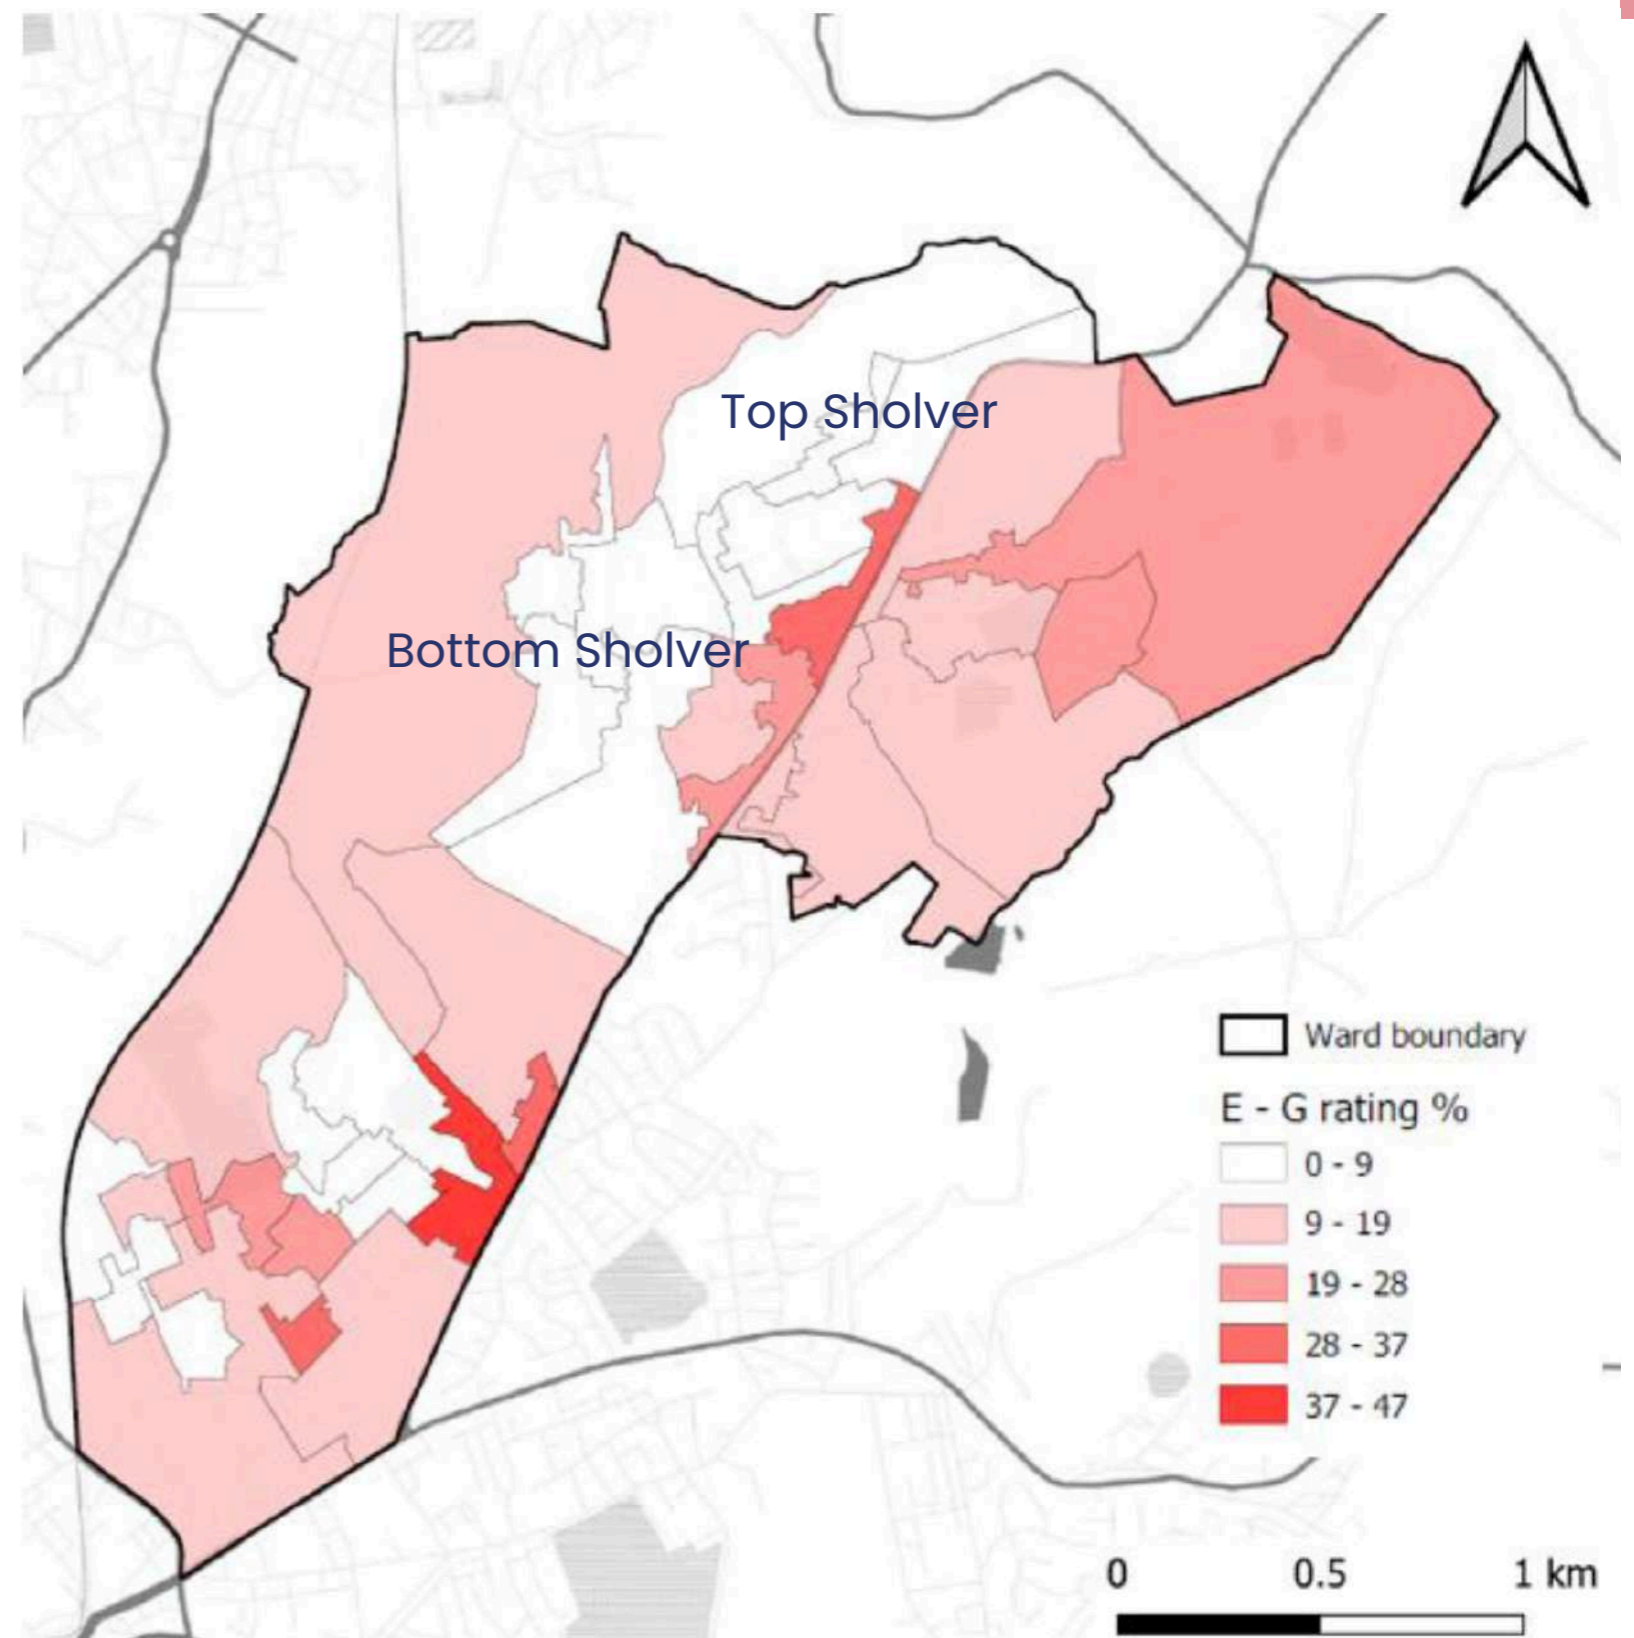 Top Sholver
Bottom Sholver
Ward boundary
E - G rating %
0 - 9
9 - 19
19 - 28
28 - 37
37 - 47
0 0.5 1 km